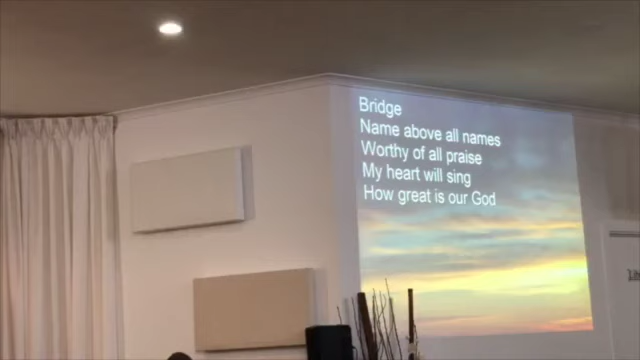 Bridge
Name above all names
Worthy of all praise
My heart will sing
How great is our God